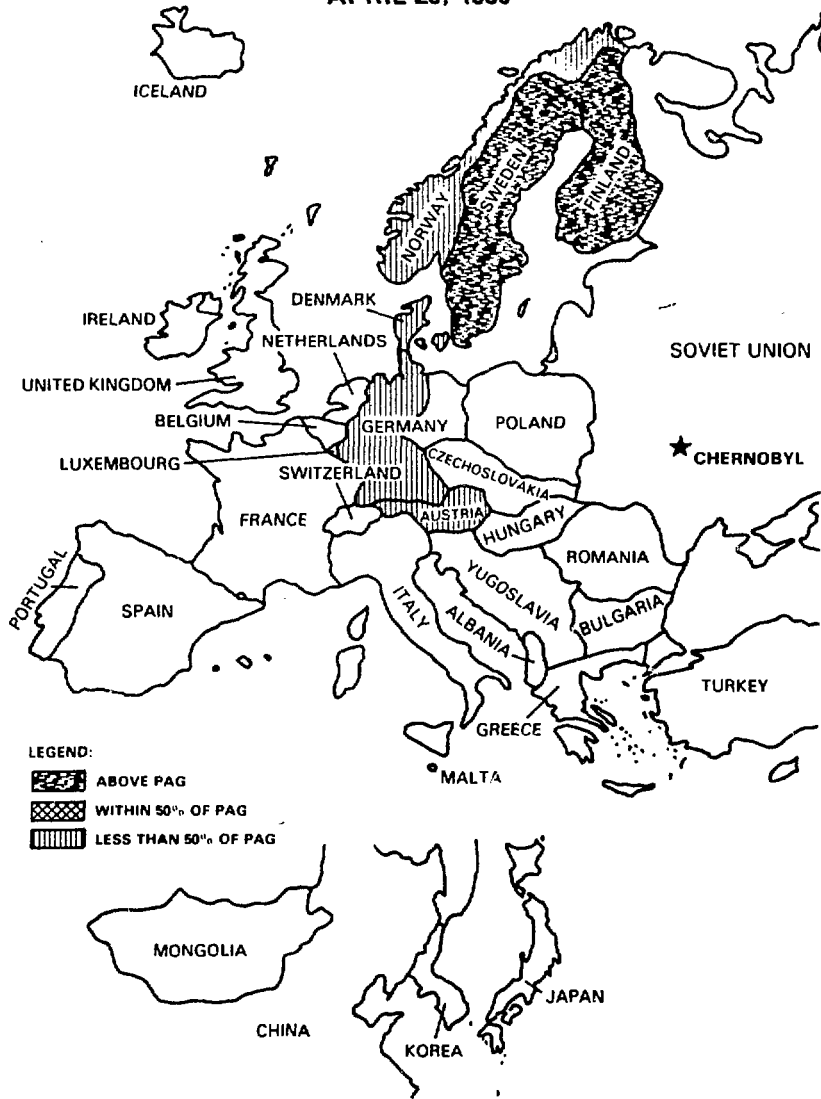 ICELAND
SWEDEN
FINLAND
NORWAY
DENMARK
IRELAND
NETHERLANDS
SOVIET UNION
UNITED KINGDOM
BELGIUM
GERMANY
POLAND
CHERNOBYL
LUXEMBOURG
CZECHOSLOVAKIA
SWITZERLAND
FRANCE
AUSTRIA
HUNGARY
ROMANIA
PORTUGAL
SPAIN
ITALY
YUGOSLAVIA
ALBANIA
BULGARIA
TURKEY
GREECE
MALTA
LEGEND:
ABOVE PAG
WITHIN 50% OF PAG
LESS THAN 50% OF PAG
MONGOLIA
JAPAN
CHINA
KOREA